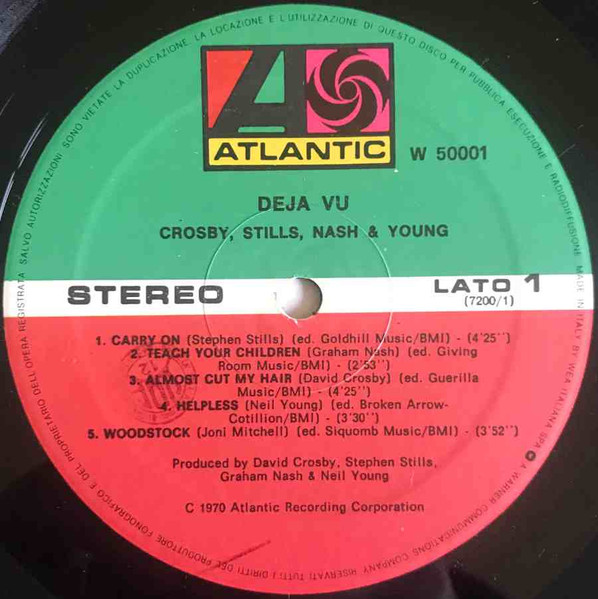 SONO VIETATE LA DUPLICAZIONE. LA LOCAZIONE E L'UTILIZZAZIONE DI QUESTO DISCO PER PUBBLICA ESECUZIONE E RADIODIFFUSIONE MADE IN ITALY BY WEA ITALIANA SPA
A WARNER COMMUNICATIONS COMPANY RISERVATI TUTTI I DIRITTI DEL PRODUTTORE FONOGRAFICO E DEL PROPRIETARIO DELL'OPERA REGISTRATA SALVO AUTORIZZAZIONI
A
ATLANTIC
W 50001
DEJA VU
CROSBY, STILLS, NASH & YOUNG
STEREO
LATO 1
(7200/1)
1. CARRY ON (Stephen Stills) (ed. Goldhill Music/BMI) - (4'25'')
2. TEACH YOUR CHILDREN (Graham Nash) (ed. Giving
Room Music/BMI) - (2'53'')
3. ALMOST CUT MY HAIR (David Crosby) (ed. Guerilla
Music/BMI)
4. HELPLESS (Neil Young) (ed. Broken Arrow-
Cotillion/BMI) - (3'30'')
5. WOODSTOCK (Joni Mitchell) (ed. Siquomb Music/BMI) - (3'52'')
Produced by David Crosby, Stephen Stills,
Graham Nash & Neil Young
C 1970 Atlantic Recording Corporation